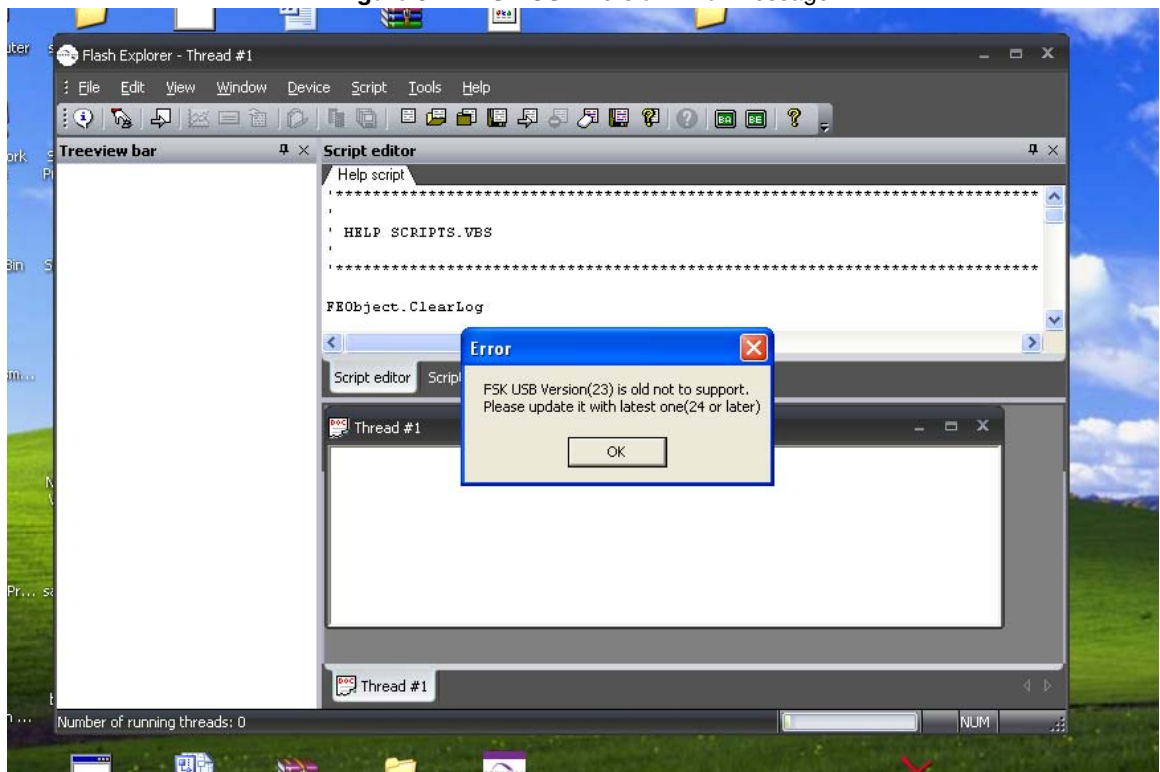 Flash Explorer - Thread #1
File Edit View Window Device Script Tools Help
BA BE
Treeview bar
Script editor
Help script
'************************************************************************
'
' HELP SCRIPTS.VBS
'
'************************************************************************
FEObject.ClearLog
Error
FSK USB Version(23) is old not to support.
Please update it with latest one(24 or later)
OK
Script editor
Thread #1
Thread #1
Number of running threads: 0
NUM